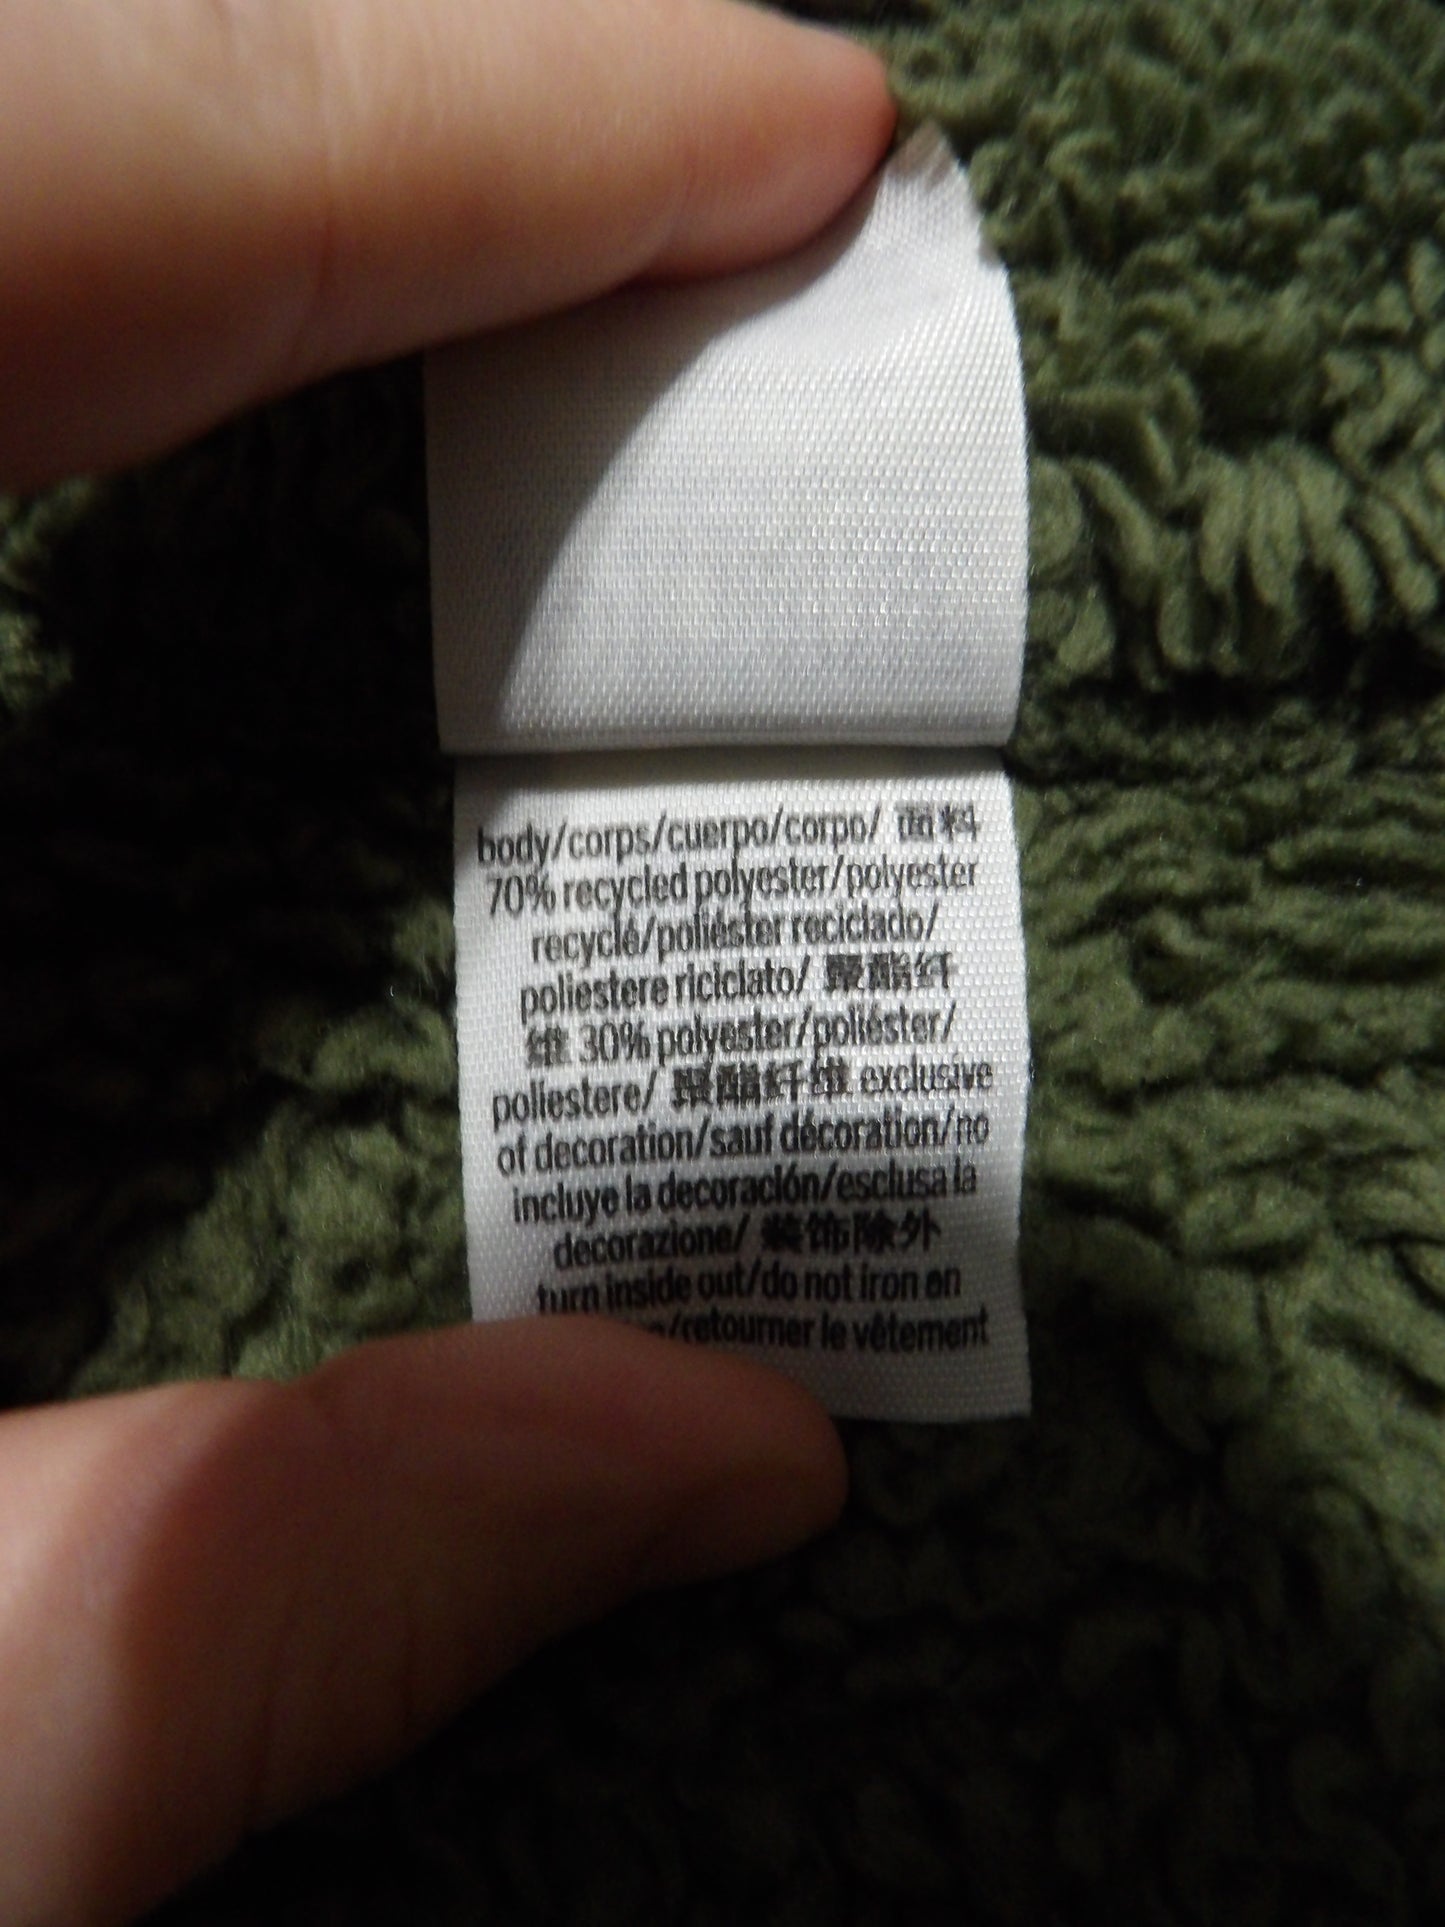 body/corps/cuerpo/corpo/ 面料
70% recycled polyester/polyester
recyclé/poliéster reciclado/
poliestere riciclato/ 聚酯纤
维 30% polyester/poliéster/
poliestere/ 聚酯纤维 exclusive
of decoration/sauf décoration/no
incluye la decoración/esclusa la
decorazione/ 装饰除外
turn inside out/do not iron on
/retourner le vêtement